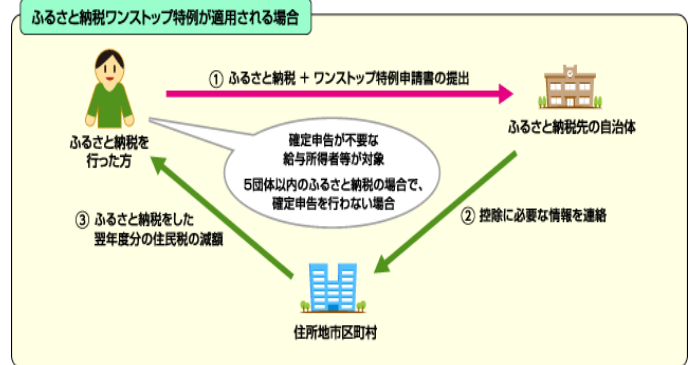 ふるさと納税ワンストップ特例が適用される場合
① ふるさと納税 + ワンストップ特例申請書の提出
ふるさと納税を
行った方
ふるさと納税先の自治体
確定申告が不要な
給与所得者等が対象
5団体以内のふるさと納税の場合で、
確定申告を行わない場合
② 控除に必要な情報を連絡
③ ふるさと納税をした
翌年度分の住民税の減額
住所地市区町村